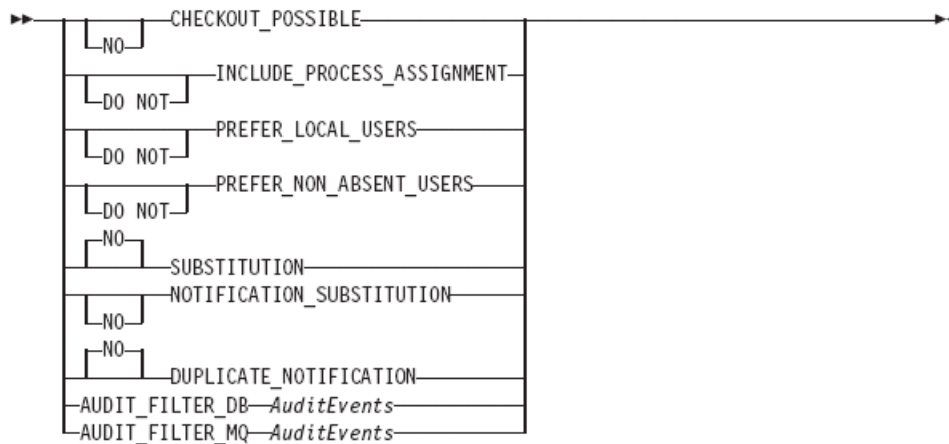 CHECKOUT_POSSIBLE
NO
INCLUDE_PROCESS_ASSIGNMENT
DO NOT
PREFER_LOCAL_USERS
DO NOT
PREFER_NON_ABSENT_USERS
DO NOT
NO
SUBSTITUTION
NOTIFICATION_SUBSTITUTION
NO
NO
DUPLICATE_NOTIFICATION
AUDIT_FILTER_DB AuditEvents
AUDIT_FILTER_MQ AuditEvents